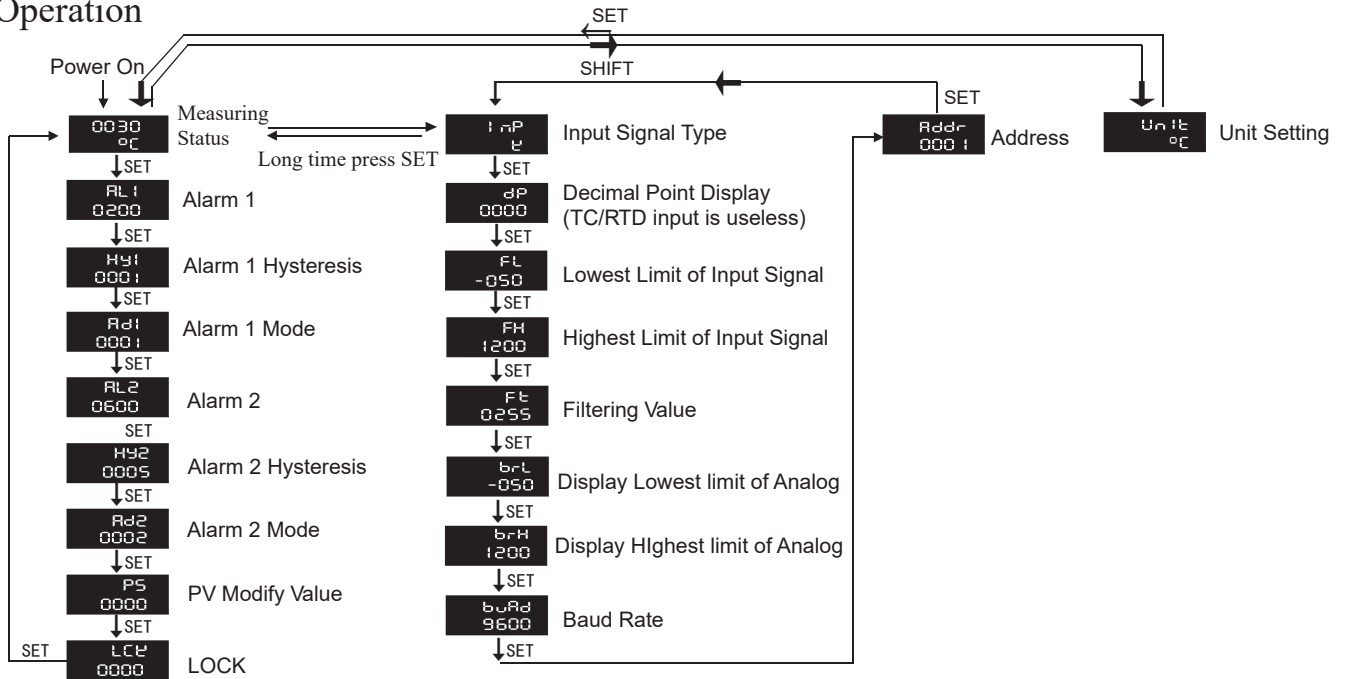 Operation
SET
SHIFT
Power On
0030
°C
Measuring
Status
Long time press SET
SET
AL1
0200
Alarm 1
SET
HY1
0001
Alarm 1 Hysteresis
SET
Ad1
0001
Alarm 1 Mode
SET
AL2
0600
Alarm 2
SET
HY2
0005
Alarm 2 Hysteresis
SET
Ad2
0002
Alarm 2 Mode
SET
PS
0000
PV Modify Value
SET
LCK
0000
LOCK
SET
InP
K
Input Signal Type
SET
dP
0000
Decimal Point Display
(TC/RTD input is useless)
SET
FL
-050
Lowest Limit of Input Signal
SET
FH
1200
Highest Limit of Input Signal
SET
Ft
0255
Filtering Value
SET
brL
-050
Display Lowest limit of Analog
SET
brH
1200
Display HIghest limit of Analog
SET
buAd
9600
Baud Rate
SET
SET
Addr
0001
Address
Unit
°C
Unit Setting